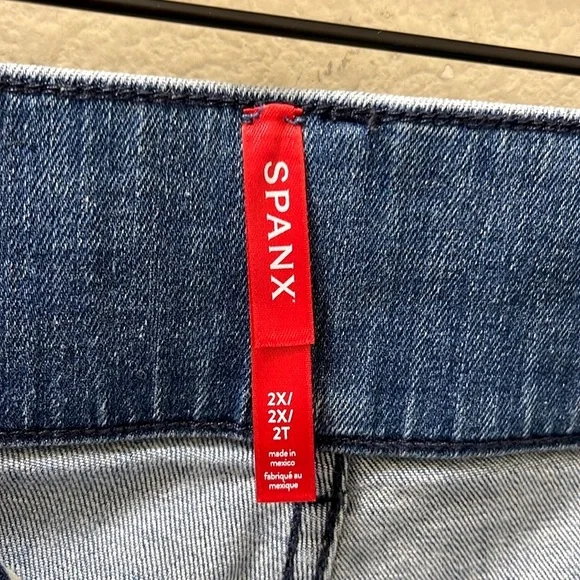 SPANX
2X/
2X/
2T
made in
mexico
fabriqué au
mexique